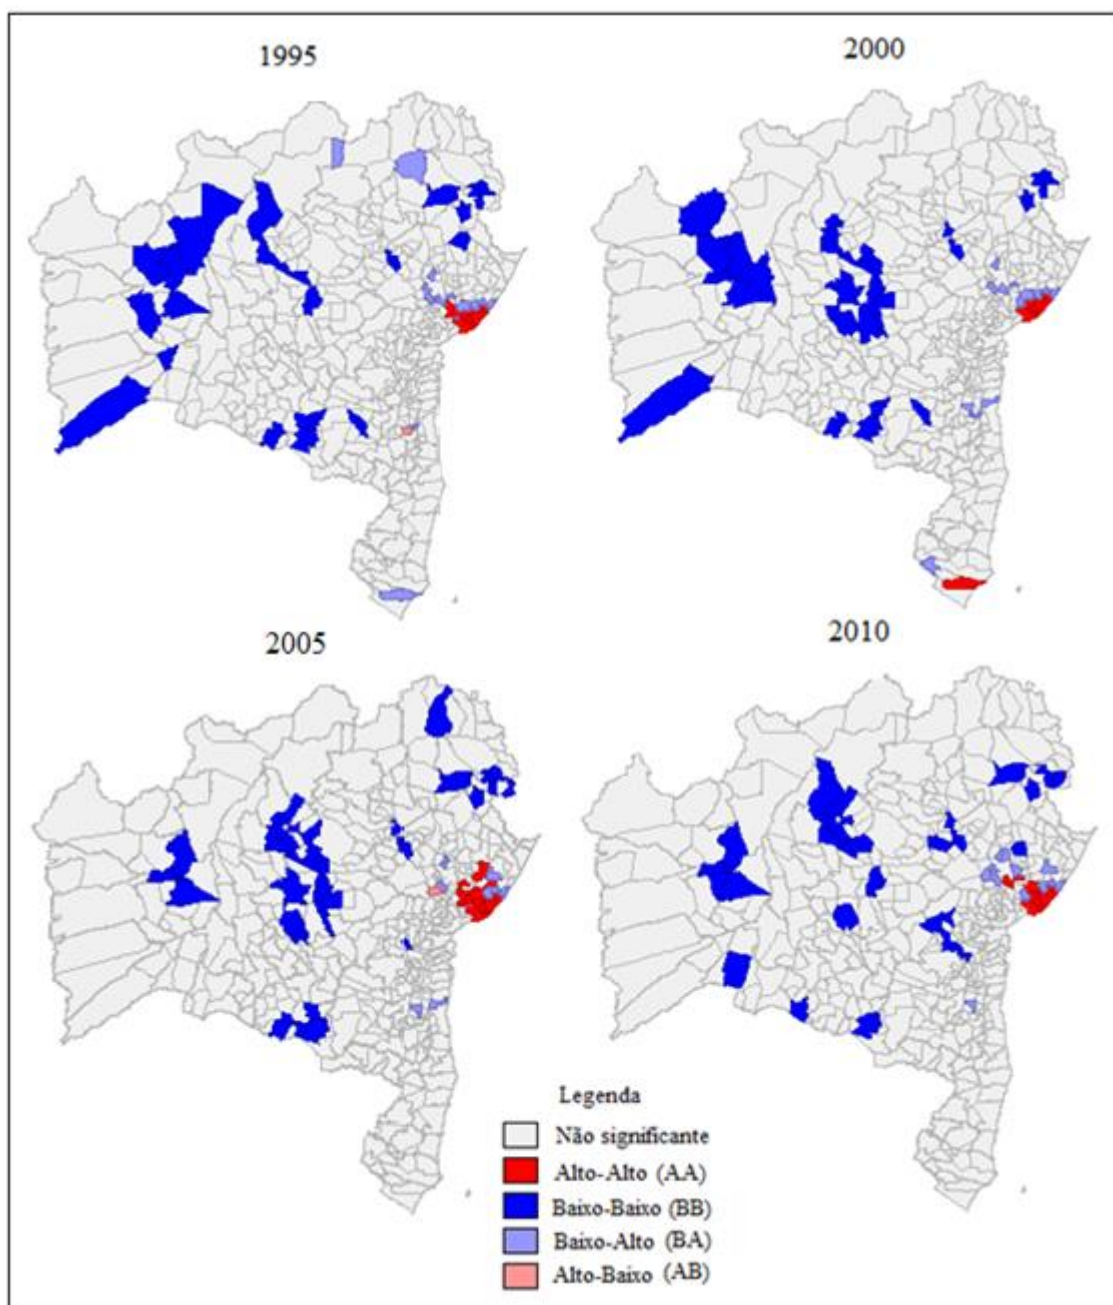 1995
2000
2005
2010
Legenda
Não significante
Alto-Alto (AA)
Baixo-Baixo (BB)
Baixo-Alto (BA)
Alto-Baixo (AB)